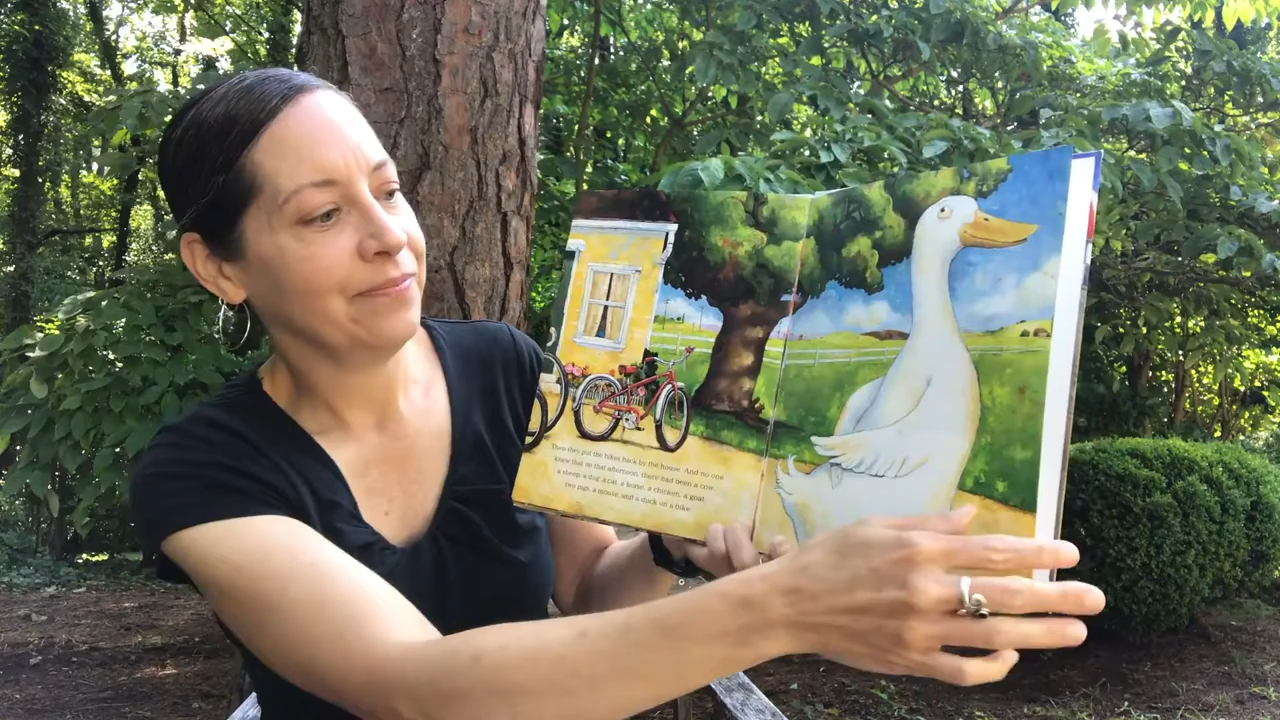 Then they put the bikes back by the house. And no one
knew that on that afternoon, there had been a cow,
a sheep, a dog, a cat, a horse, a chicken, a goat,
two pigs, a mouse, and a duck on a bike.